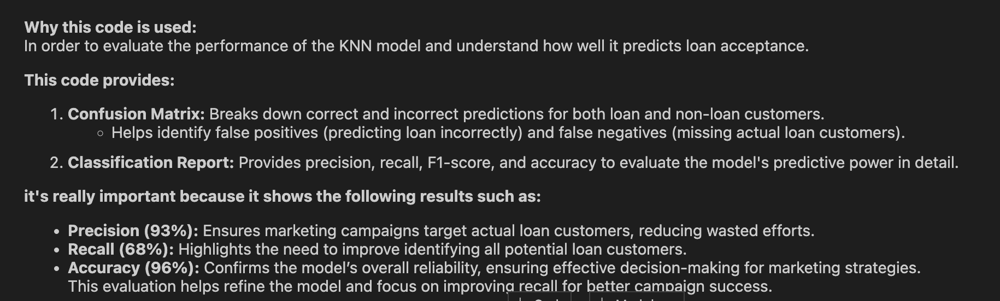 Why this code is used:
In order to evaluate the performance of the KNN model and understand how well it predicts loan acceptance.
This code provides:
1. Confusion Matrix: Breaks down correct and incorrect predictions for both loan and non-loan customers.
○ Helps identify false positives (predicting loan incorrectly) and false negatives (missing actual loan customers).
2. Classification Report: Provides precision, recall, F1-score, and accuracy to evaluate the model's predictive power in detail.
it's really important because it shows the following results such as:
• Precision (93%): Ensures marketing campaigns target actual loan customers, reducing wasted efforts.
• Recall (68%): Highlights the need to improve identifying all potential loan customers.
• Accuracy (96%): Confirms the model’s overall reliability, ensuring effective decision-making for marketing strategies.
This evaluation helps refine the model and focus on improving recall for better campaign success.